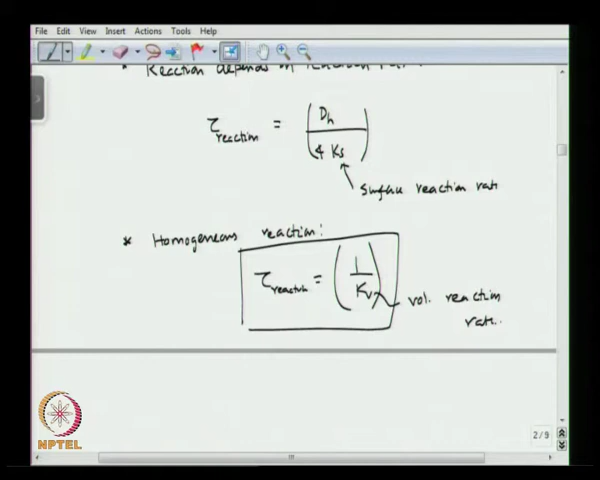 File Edit View Insert Actions Tools Help
* Reaction depends on reaction rate.
τreaction = (Dh / 4 Ks)
Surface reaction rate
* Homogeneous reaction:
τreaction = (1 / Kv)
vol. reaction
rate.
2/9
NPTEL